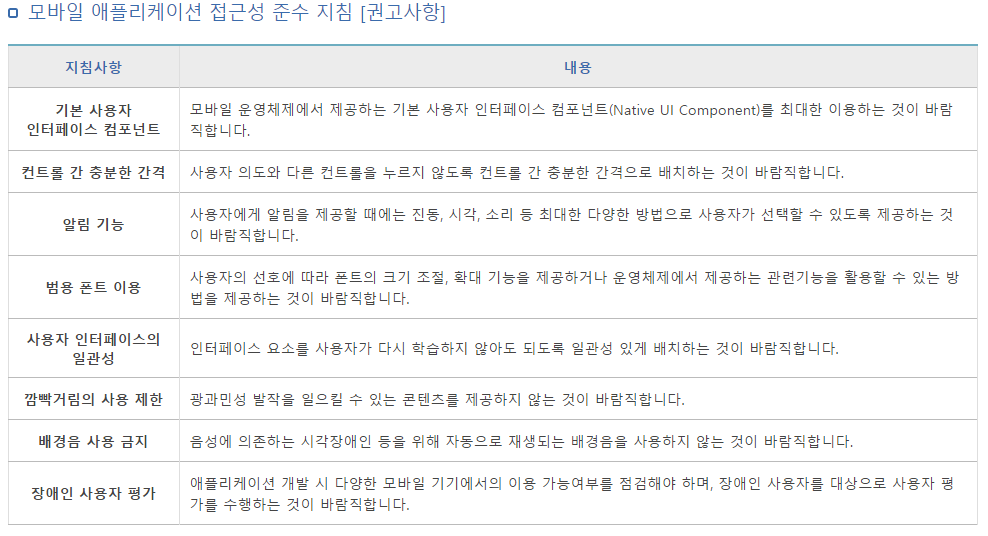 모바일 애플리케이션 접근성 준수 지침 [권고사항]
지침사항
내용
기본 사용자
인터페이스 컴포넌트
모바일 운영체제에서 제공하는 기본 사용자 인터페이스 컴포넌트(Native UI Component)를 최대한 이용하는 것이 바람
직합니다.
컨트롤 간 충분한 간격
사용자 의도와 다른 컨트롤을 누르지 않도록 컨트롤 간 충분한 간격으로 배치하는 것이 바람직합니다.
알림 기능
사용자에게 알림을 제공할 때에는 진동, 시각, 소리 등 최대한 다양한 방법으로 사용자가 선택할 수 있도록 제공하는 것
이 바람직합니다.
범용 폰트 이용
사용자의 선호에 따라 폰트의 크기 조절, 확대 기능을 제공하거나 운영체제에서 제공하는 관련기능을 활용할 수 있는 방
법을 제공하는 것이 바람직합니다.
사용자 인터페이스의
일관성
인터페이스 요소를 사용자가 다시 학습하지 않아도 되도록 일관성 있게 배치하는 것이 바람직합니다.
깜빡거림의 사용 제한
광과민성 발작을 일으킬 수 있는 콘텐츠를 제공하지 않는 것이 바람직합니다.
배경음 사용 금지
음성에 의존하는 시각장애인 등을 위해 자동으로 재생되는 배경음을 사용하지 않는 것이 바람직합니다.
장애인 사용자 평가
애플리케이션 개발 시 다양한 모바일 기기에서의 이용 가능여부를 점검해야 하며, 장애인 사용자를 대상으로 사용자 평
가를 수행하는 것이 바람직합니다.